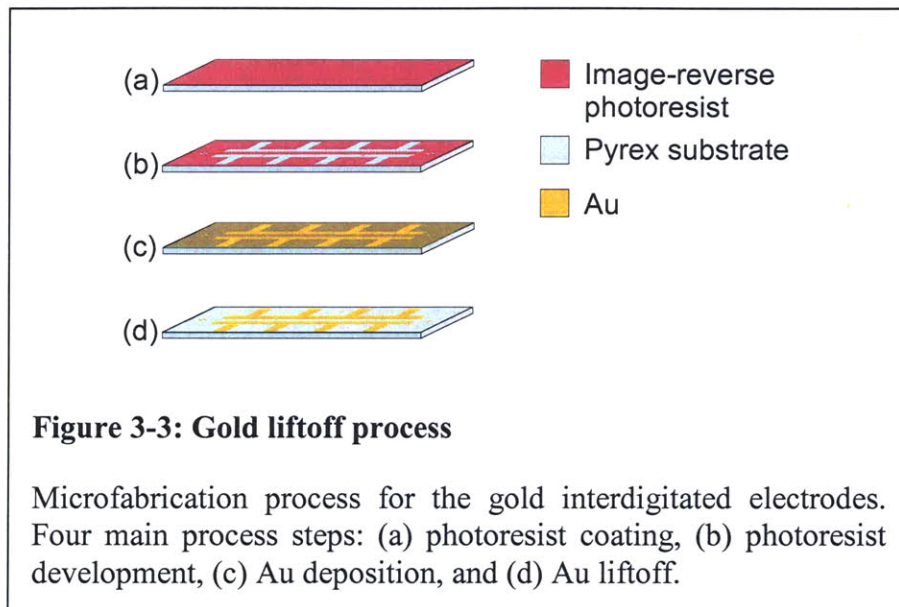 (a)
Image-reverse
photoresist
(b)
Pyrex substrate
Au
(c)
(d)
Figure 3-3: Gold liftoff process
Microfabrication process for the gold interdigitated electrodes.
Four main process steps: (a) photoresist coating, (b) photoresist
development, (c) Au deposition, and (d) Au liftoff.